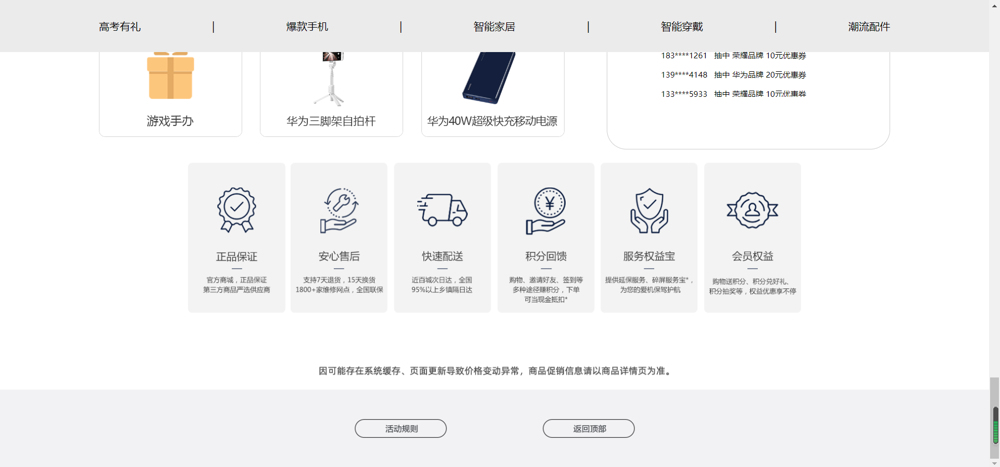 高考有礼 | 爆款手机 | 智能家居 | 智能穿戴 | 潮流配件
183****1261 抽中 荣耀品牌 10元优惠券
139****4148 抽中 华为品牌 20元优惠券
133****5933 抽中 荣耀品牌 10元优惠券
游戏手办
华为三脚架自拍杆
华为40W超级快充移动电源
正品保证
官方商城，正品保证
第三方商品严选供应商
安心售后
支持7天退货，15天换货
1800+家维修网点，全国联保
快速配送
近百城次日达，全国
95%以上乡镇隔日达
积分回馈
购物、邀请好友、签到等
多种途径赚积分，下单
可当现金抵扣*
服务权益宝
提供延保服务、碎屏服务宝*，
为您的爱机保驾护航
会员权益
购物送积分、积分兑好礼、
积分抽奖等，权益优惠享不停
因可能存在系统缓存、页面更新导致价格变动异常，商品促销信息请以商品详情页为准。
活动规则
返回顶部